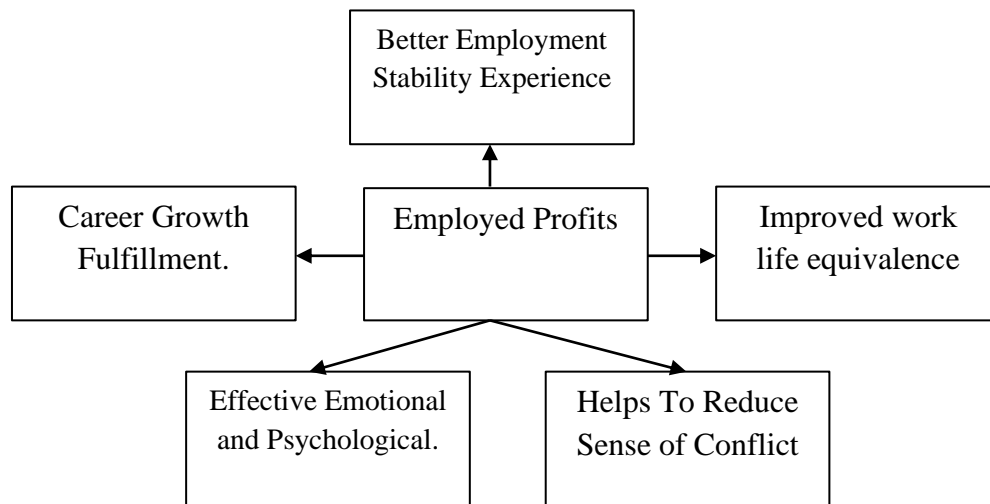 Better Employment
Stability Experience
Career Growth
Fulfillment.
Employed Profits
Improved work
life equivalence
Effective Emotional
and Psychological.
Helps To Reduce
Sense of Conflict